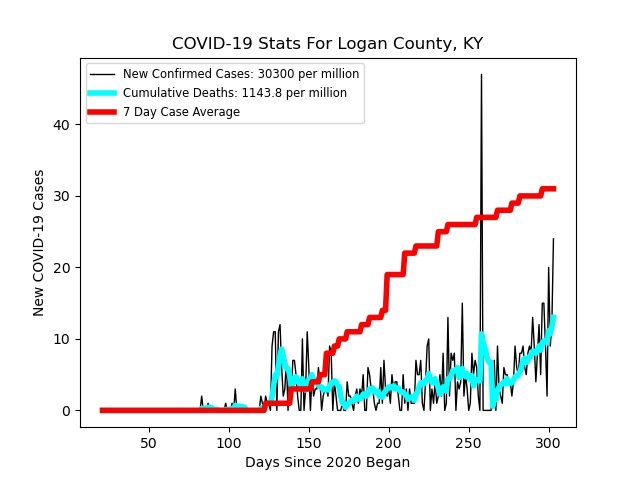 COVID-19 Stats For Logan County, KY
New Confirmed Cases: 30300 per million
Cumulative Deaths: 1143.8 per million
7 Day Case Average
New COVID-19 Cases
40
30
20
10
0
50 100 150 200 250 300
Days Since 2020 Began